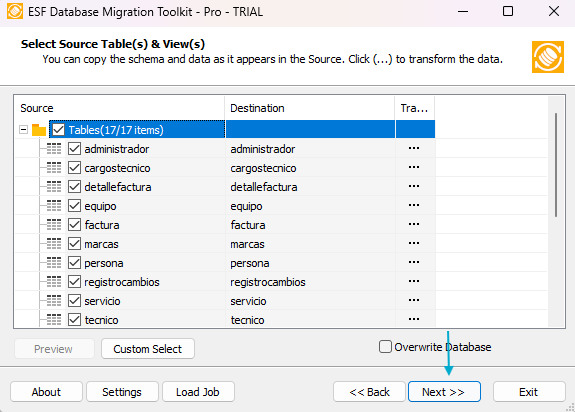 ESF Database Migration Toolkit - Pro - TRIAL
Select Source Table(s) & View(s)
You can copy the schema and data as it appears in the Source. Click (...) to transform the data.
Source Destination Tra...
Tables(17/17 items)
administrador administrador ...
cargostecnico cargostecnico ...
detallefactura detallefactura ...
equipo equipo ...
factura factura ...
marcas marcas ...
persona persona ...
registrocambios registrocambios ...
servicio servicio ...
tecnico tecnico ...
Preview Custom Select Overwrite Database
About Settings Load Job << Back Next >> Exit